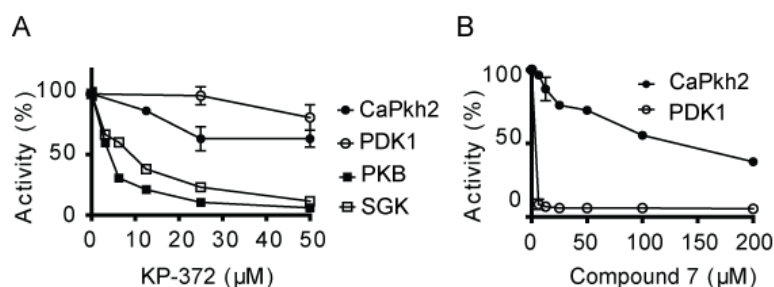 A
Activity (%)
100
50
0
0 10 20 30 40 50
KP-372 (µM)
CaPkh2
PDK1
PKB
SGK
B
Activity (%)
100
50
0
0 50 100 150 200
Compound 7 (µM)
CaPkh2
PDK1